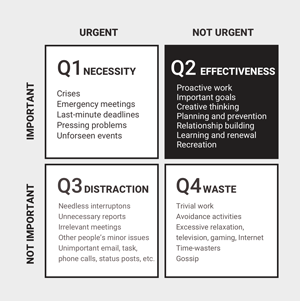 URGENT
NOT URGENT
IMPORTANT
Q1 NECESSITY
Crises
Emergency meetings
Last-minute deadlines
Pressing problems
Unforseen events
Q2 EFFECTIVENESS
Proactive work
Important goals
Creative thinking
Planning and prevention
Relationship building
Learning and renewal
Recreation
NOT IMPORTANT
Q3 DISTRACTION
Needless interruptons
Unnecessary reports
Irrelevant meetings
Other people's minor issues
Unimportant email, task,
phone calls, status posts, etc.
Q4 WASTE
Trivial work
Avoidance activities
Excessive relaxation,
television, gaming, Internet
Time-wasters
Gossip